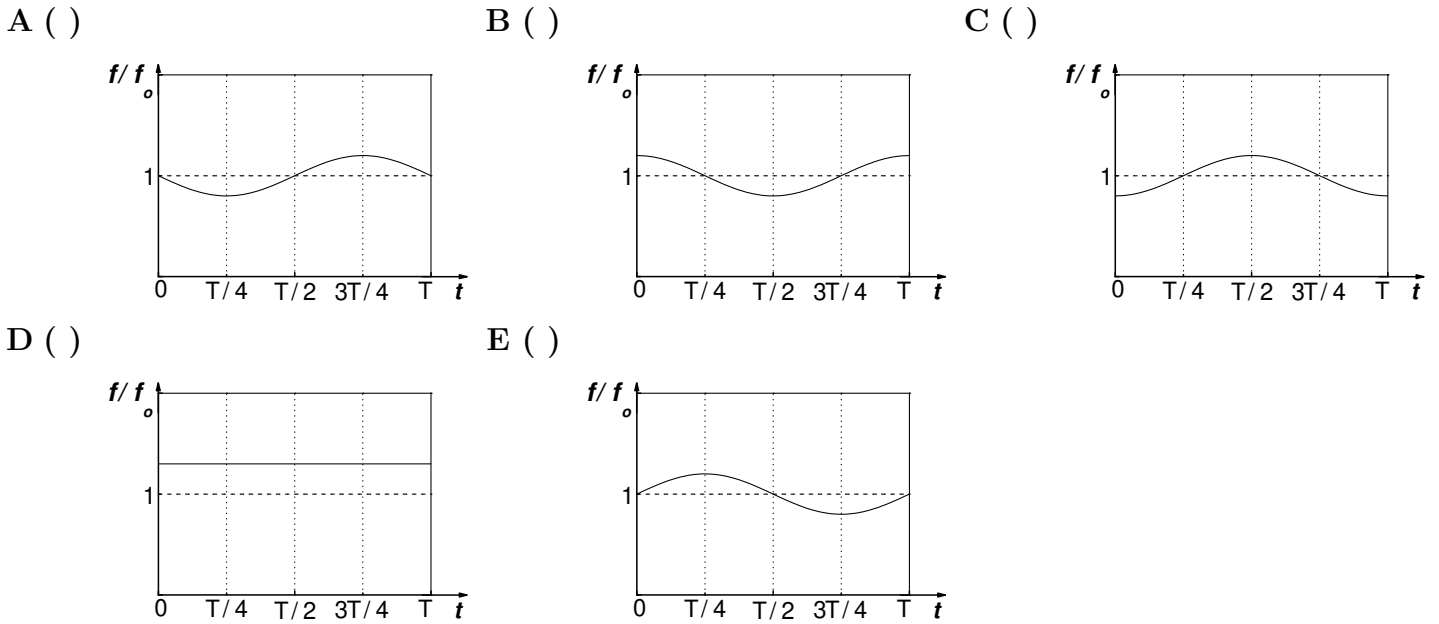 A ( )
f/ f o
1
0 T/4 T/2 3T/4 T t
B ( )
f/ f o
1
0 T/4 T/2 3T/4 T t
C ( )
f/ f o
1
0 T/4 T/2 3T/4 T t
D ( )
f/ f o
1
0 T/4 T/2 3T/4 T t
E ( )
f/ f o
1
0 T/4 T/2 3T/4 T t